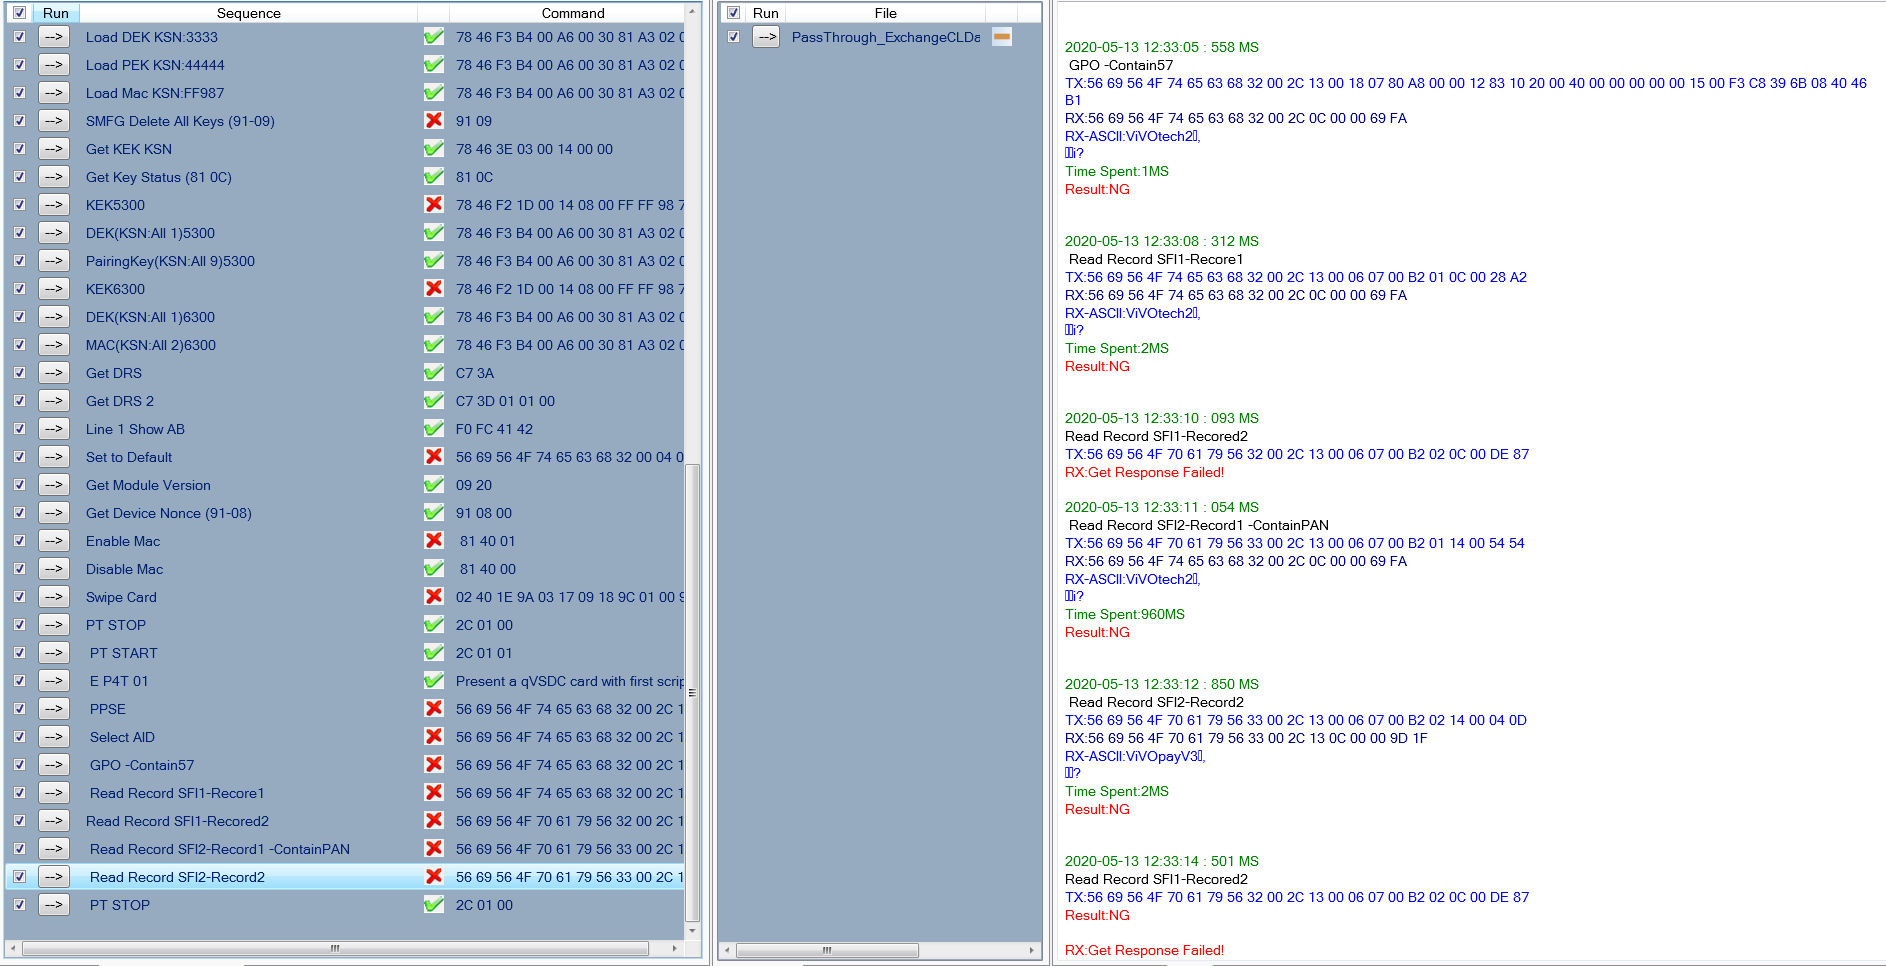 Run Sequence Command
Load DEK KSN:3333 78 46 F3 B4 00 A6 00 30 81 A3 02
Load PEK KSN:44444 78 46 F3 B4 00 A6 00 30 81 A3 02
Load Mac KSN:FF987 78 46 F3 B4 00 A6 00 30 81 A3 02
SMFG Delete All Keys (91-09) 91 09
Get KEK KSN 78 46 3E 03 00 14 00 00
Get Key Status (81 0C) 81 0C
KEK5300 78 46 F2 1D 00 14 08 00 FF FF 98 7
DEK(KSN:All 1)5300 78 46 F3 B4 00 A6 00 30 81 A3 02
PairingKey(KSN:All 9)5300 78 46 F3 B4 00 A6 00 30 81 A3 02
KEK6300 78 46 F2 1D 00 14 08 00 FF FF 98 7
DEK(KSN:All 1)6300 78 46 F3 B4 00 A6 00 30 81 A3 02
MAC(KSN:All 2)6300 78 46 F3 B4 00 A6 00 30 81 A3 02
Get DRS C7 3A
Get DRS 2 C7 3D 01 01 00
Line 1 Show AB F0 FC 41 42
Set to Default 56 69 56 4F 74 65 63 68 32 00 04 0
Get Module Version 09 20
Get Device Nonce (91-08) 91 08 00
Enable Mac 81 40 01
Disable Mac 81 40 00
Swipe Card 02 40 1E 9A 03 17 09 18 9C 01 00
PT STOP 2C 01 00
PT START 2C 01 01
E P4T 01 Present a qVSDC card with first scrip
PPSE 56 69 56 4F 74 65 63 68 32 00 2C 1
Select AID 56 69 56 4F 74 65 63 68 32 00 2C 1
GPO -Contain57 56 69 56 4F 74 65 63 68 32 00 2C 1
Read Record SFI1-Recore1 56 69 56 4F 74 65 63 68 32 00 2C 1
Read Record SFI1-Recored2 56 69 56 4F 70 61 79 56 32 00 2C 1
Read Record SFI2-Record1 -ContainPAN 56 69 56 4F 70 61 79 56 33 00 2C 1
Read Record SFI2-Record2 56 69 56 4F 70 61 79 56 33 00 2C 1
PT STOP 2C 01 00
Run File
PassThrough_ExchangeCLDa
2020-05-13 12:33:05 : 558 MS
GPO -Contain57
TX:56 69 56 4F 74 65 63 68 32 00 2C 13 00 18 07 80 A8 00 00 12 83 10 20 00 40 00 00 00 00 00 15 00 F3 C8 39 6B 08 40 46
B1
RX:56 69 56 4F 74 65 63 68 32 00 2C 0C 00 00 69 FA
RX-ASCII:ViVOtech2▯,
▯▯i?
Time Spent:1MS
Result:NG
2020-05-13 12:33:08 : 312 MS
Read Record SFI1-Recore1
TX:56 69 56 4F 74 65 63 68 32 00 2C 13 00 06 07 00 B2 01 0C 00 28 A2
RX:56 69 56 4F 74 65 63 68 32 00 2C 0C 00 00 69 FA
RX-ASCII:ViVOtech2▯,
▯▯i?
Time Spent:2MS
Result:NG
2020-05-13 12:33:10 : 093 MS
Read Record SFI1-Recored2
TX:56 69 56 4F 70 61 79 56 32 00 2C 13 00 06 07 00 B2 02 0C 00 DE 87
RX:Get Response Failed!
2020-05-13 12:33:11 : 054 MS
Read Record SFI2-Record1 -ContainPAN
TX:56 69 56 4F 70 61 79 56 33 00 2C 13 00 06 07 00 B2 01 14 00 54 54
RX:56 69 56 4F 74 65 63 68 32 00 2C 0C 00 00 69 FA
RX-ASCII:ViVOtech2▯,
▯▯i?
Time Spent:960MS
Result:NG
2020-05-13 12:33:12 : 850 MS
Read Record SFI2-Record2
TX:56 69 56 4F 70 61 79 56 33 00 2C 13 00 06 07 00 B2 02 14 00 04 0D
RX:56 69 56 4F 70 61 79 56 33 00 2C 13 0C 00 00 9D 1F
RX-ASCII:ViVOpayV3▯,
▯▯?
Time Spent:2MS
Result:NG
2020-05-13 12:33:14 : 501 MS
Read Record SFI1-Recored2
TX:56 69 56 4F 70 61 79 56 32 00 2C 13 00 06 07 00 B2 02 0C 00 DE 87
Result:NG
RX:Get Response Failed!